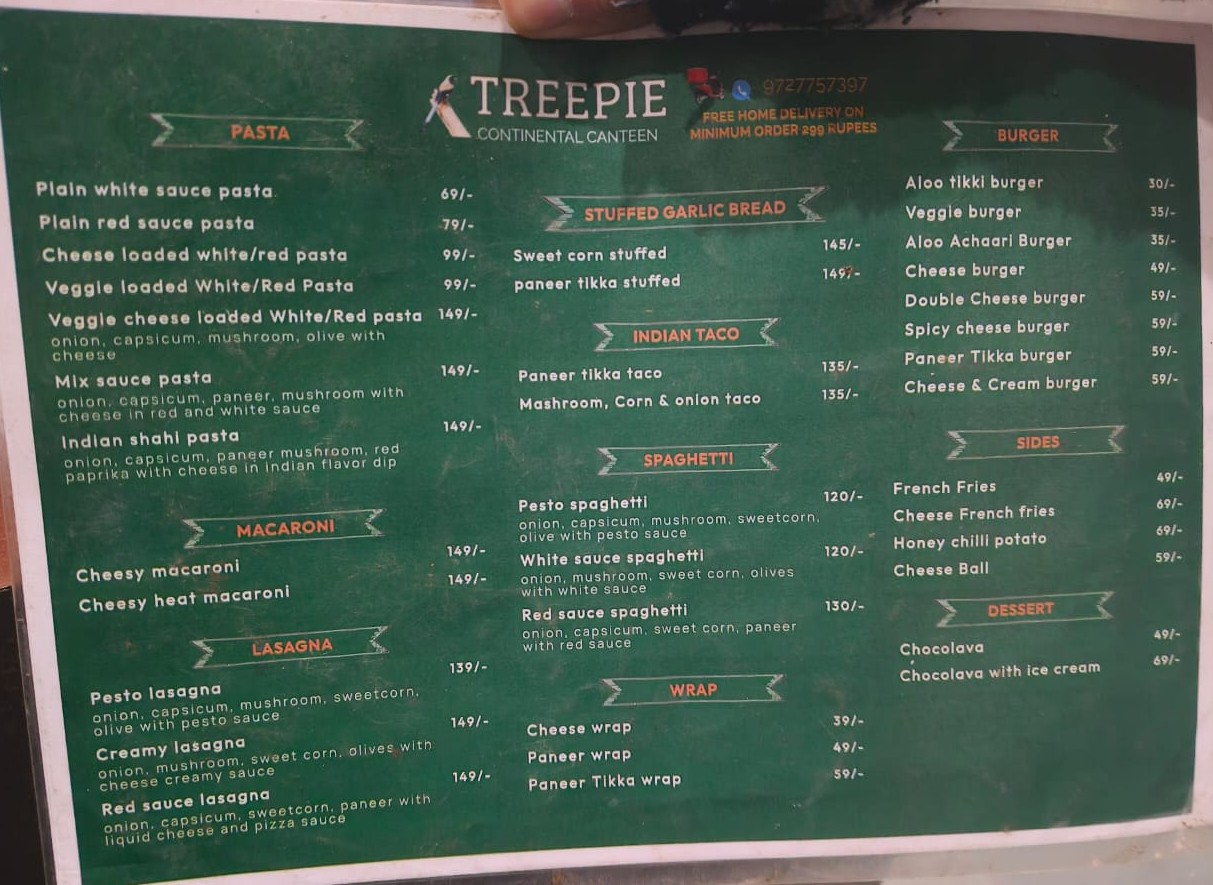 TREEPIE
CONTINENTAL CANTEEN
9727757397
FREE HOME DELIVERY ON
MINIMUM ORDER 299 RUPEES
PASTA
Plain white sauce pasta 69/-
Plain red sauce pasta 79/-
Cheese loaded white/red pasta 99/-
Veggie loaded White/Red Pasta 99/-
Veggie cheese loaded White/Red pasta 149/-
onion, capsicum, mushroom, olive with
cheese
Mix sauce pasta 149/-
onion, capsicum, paneer, mushroom with
cheese in red and white sauce
Indian shahi pasta 149/-
onion, capsicum, paneer mushroom, red
paprika with cheese in indian flavor dip
MACARONI
Cheesy macaroni 149/-
Cheesy heat macaroni 149/-
LASAGNA
Pesto lasagna 139/-
onion, capsicum, mushroom, sweetcorn,
olive with pesto sauce
Creamy lasagna 149/-
onion, mushroom, sweet corn, olives with
cheese creamy sauce
Red sauce lasagna 149/-
onion, capsicum, sweetcorn, paneer with
liquid cheese and pizza sauce
STUFFED GARLIC BREAD
Sweet corn stuffed 145/-
paneer tikka stuffed 149/-
INDIAN TACO
Paneer tikka taco 135/-
Mashroom, Corn & onion taco 135/-
SPAGHETTI
Pesto spaghetti 120/-
onion, capsicum, mushroom, sweetcorn,
olive with pesto sauce
White sauce spaghetti 120/-
onion, mushroom, sweet corn, olives
with white sauce
Red sauce spaghetti 130/-
onion, capsicum, sweet corn, paneer
with red sauce
WRAP
Cheese wrap 39/-
Paneer wrap 49/-
Paneer Tikka wrap 59/-
BURGER
Aloo tikki burger 30/-
Veggie burger 35/-
Aloo Achaari Burger 35/-
Cheese burger 49/-
Double Cheese burger 59/-
Spicy cheese burger 59/-
Paneer Tikka burger 59/-
Cheese & Cream burger 59/-
SIDES
French Fries 49/-
Cheese French fries 69/-
Honey chilli potato 69/-
Cheese Ball 59/-
DESSERT
Chocolava 49/-
Chocolava with ice cream 69/-